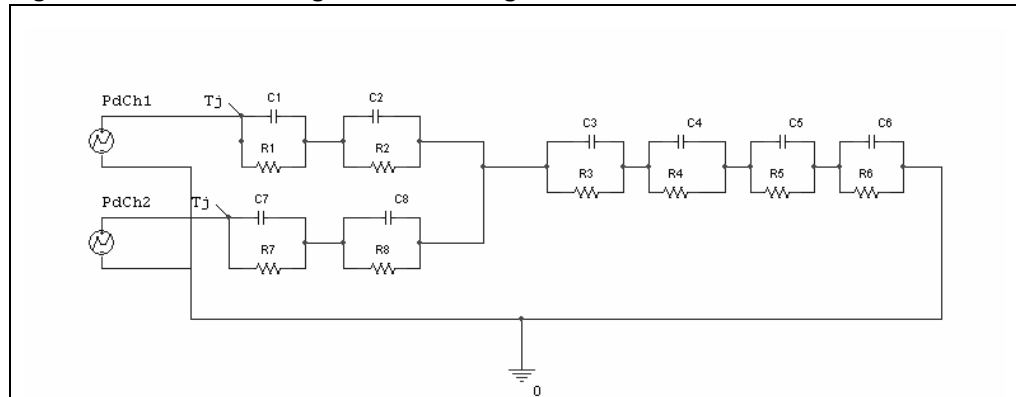 PdCh1 Tj C1 C2
C3 C4 C5 C6
R1 R2
R3 R4 R5 R6
PdCh2 Tj C7 C8
R7 R8
0